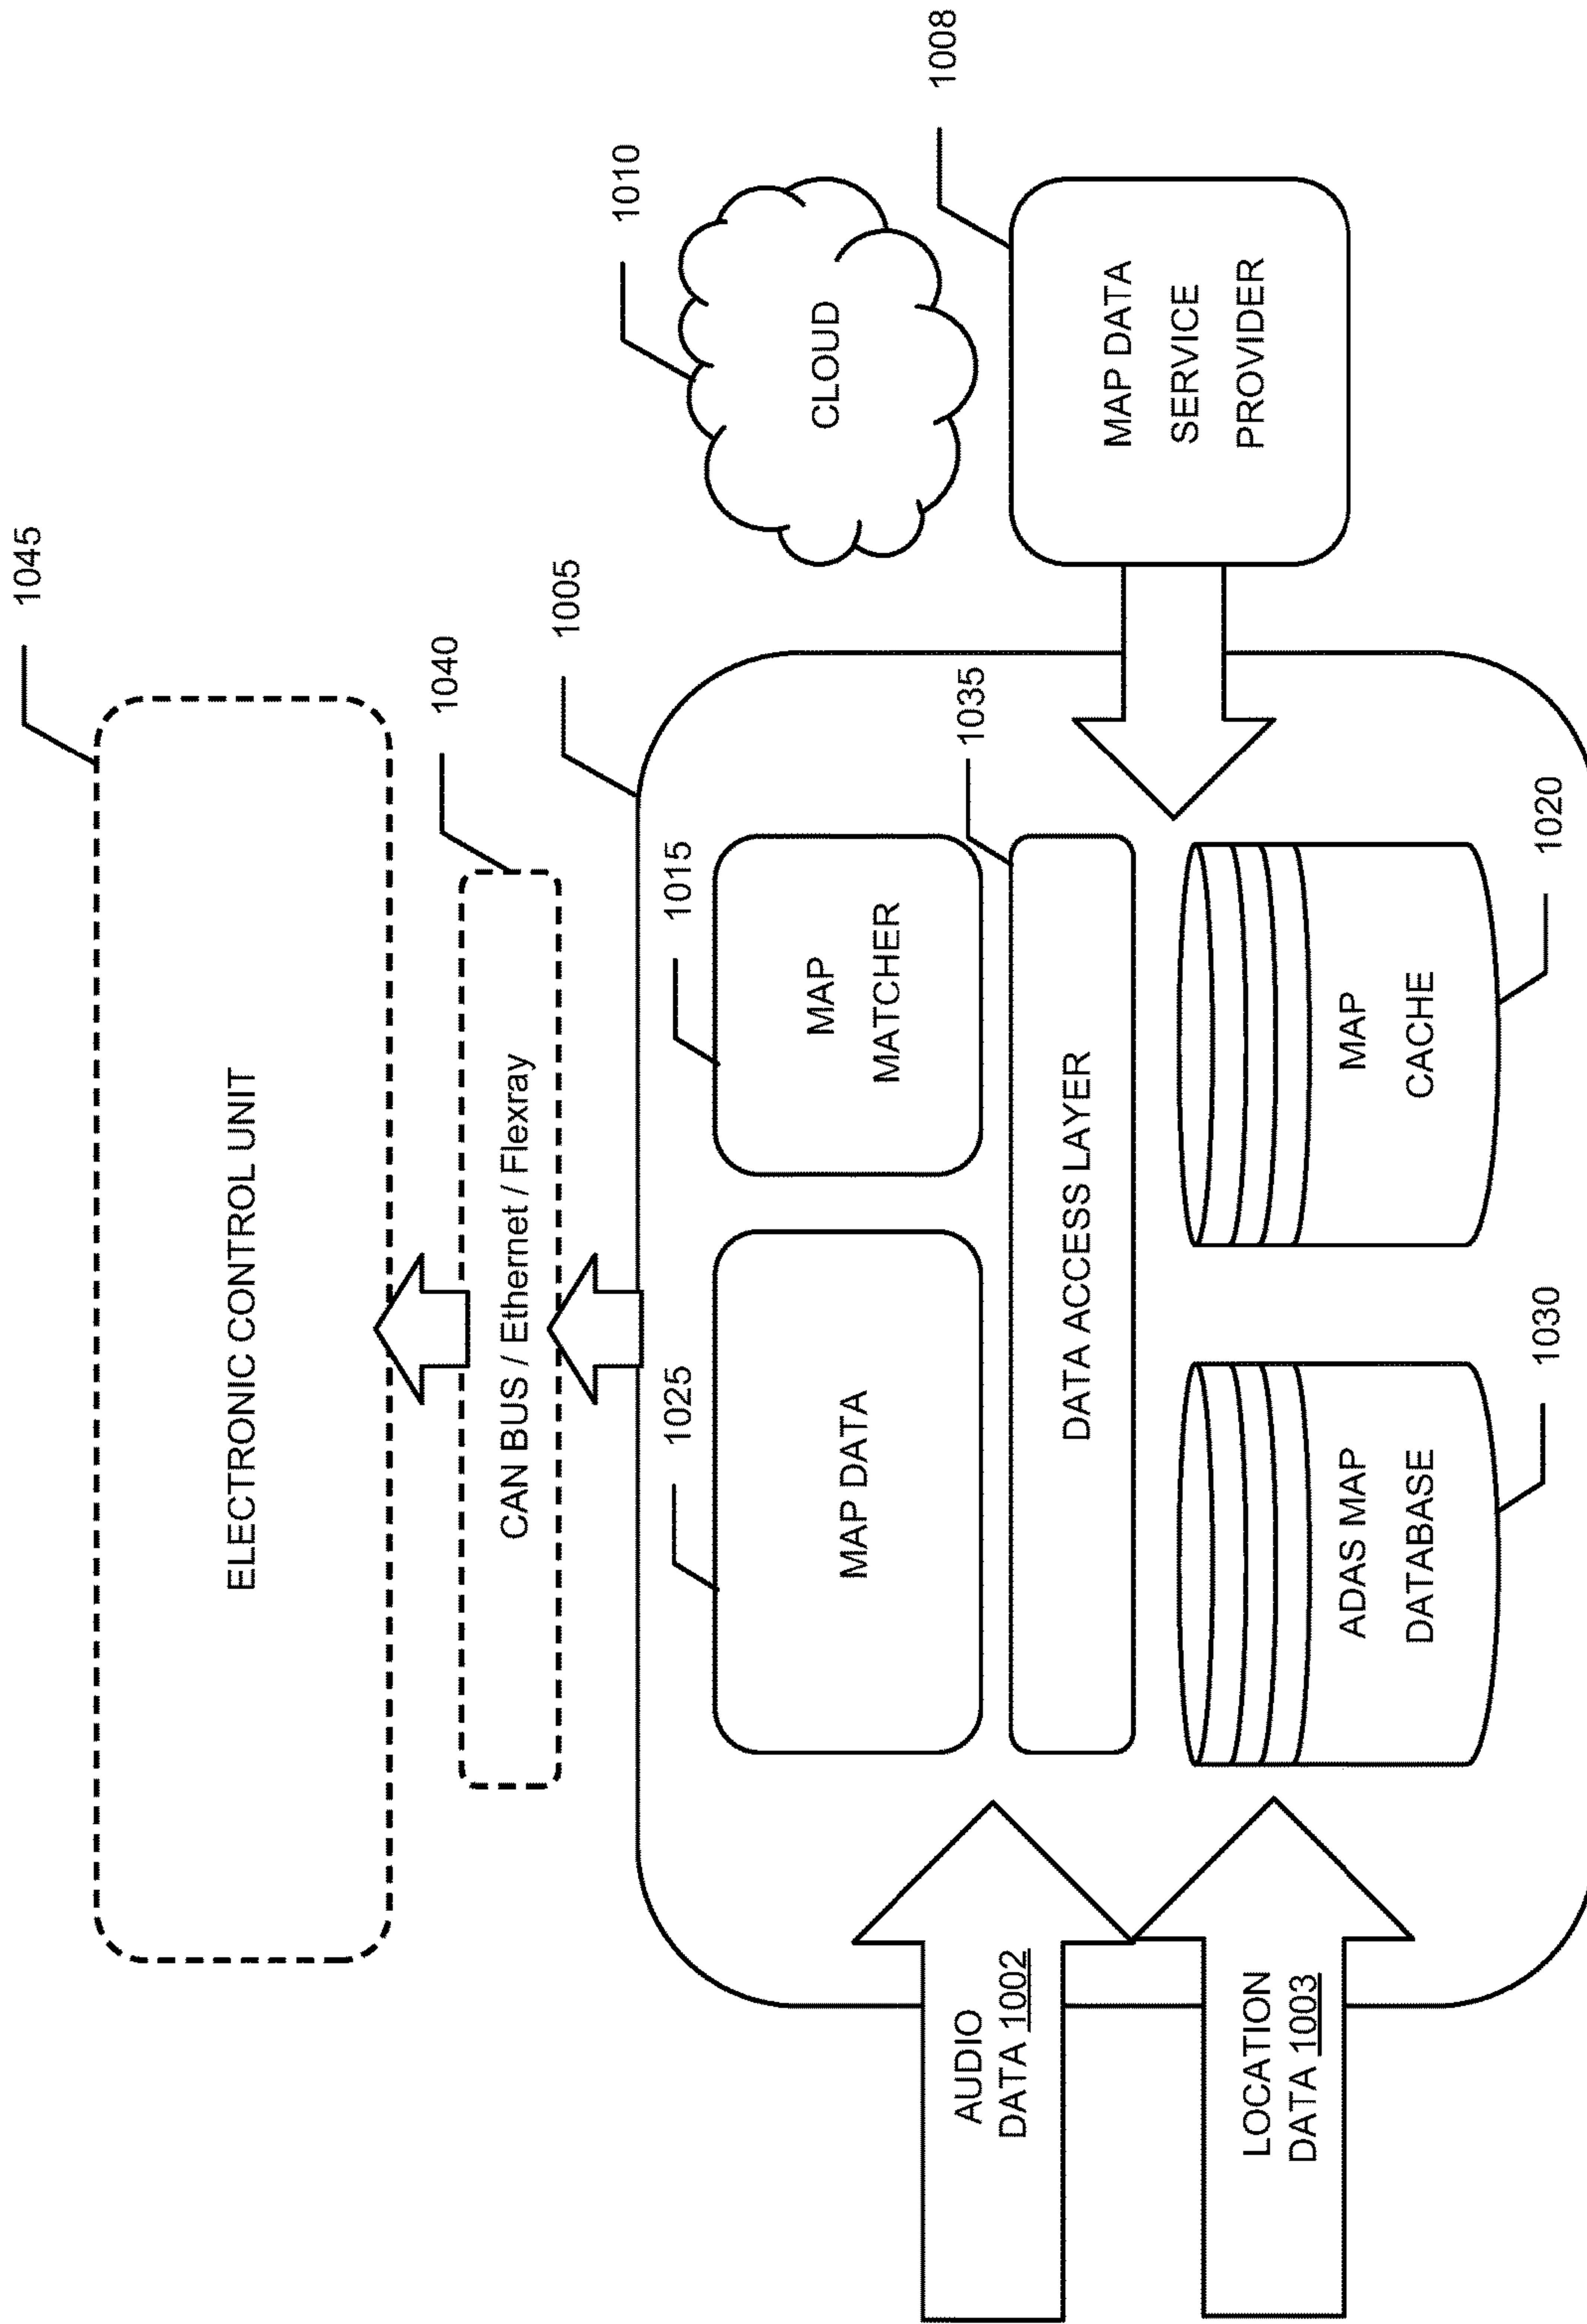 1045
ELECTRONIC CONTROL UNIT
1040
CAN BUS / Ethernet / Flexray
1005
1010
CLOUD
1008
MAP DATA
SERVICE
PROVIDER
1025
MAP DATA
1015
MAP
MATCHER
1035
DATA ACCESS LAYER
AUDIO
DATA 1002
LOCATION
DATA 1003
ADAS MAP
DATABASE
1030
MAP
CACHE
1020